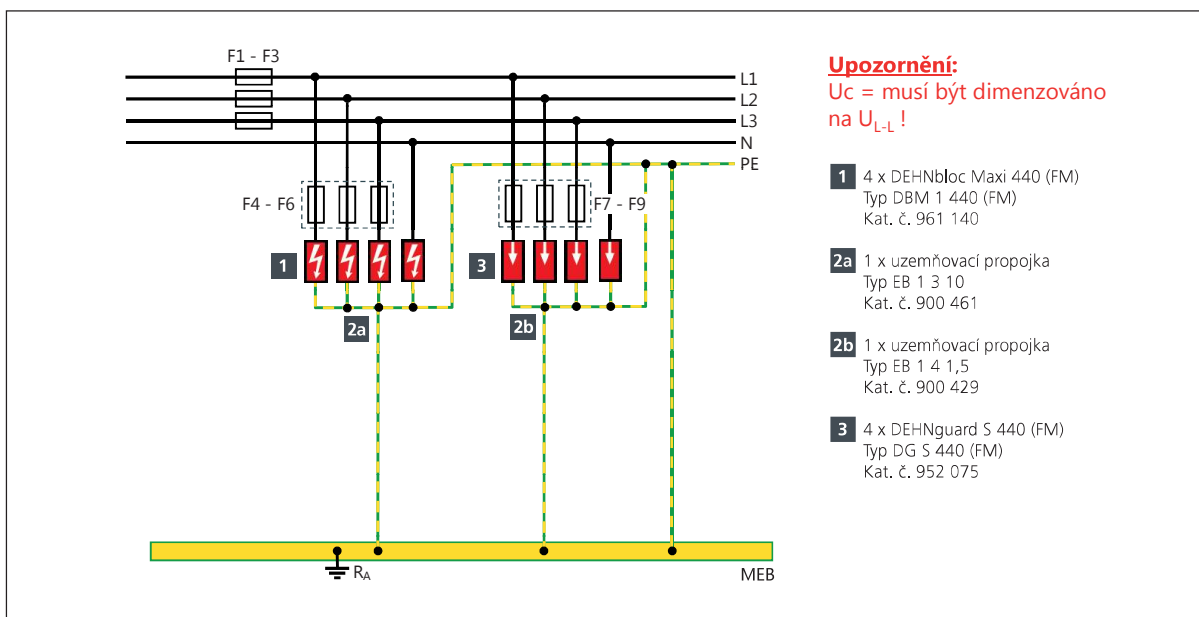 F1 - F3
L1
L2
L3
N
PE
F4 - F6
F7 - F9
1
3
2a
2b
RA
MEB
Upozornění:
Uc = musí být dimenzováno
na UL-L !
1 4 x DEHNbloc Maxi 440 (FM)
Typ DBM 1 440 (FM)
Kat. č. 961 140
2a 1 x uzemňovací propojka
Typ EB 1 3 10
Kat. č. 900 461
2b 1 x uzemňovací propojka
Typ EB 1 4 1,5
Kat. č. 900 429
3 4 x DEHNguard S 440 (FM)
Typ DG S 440 (FM)
Kat. č. 952 075